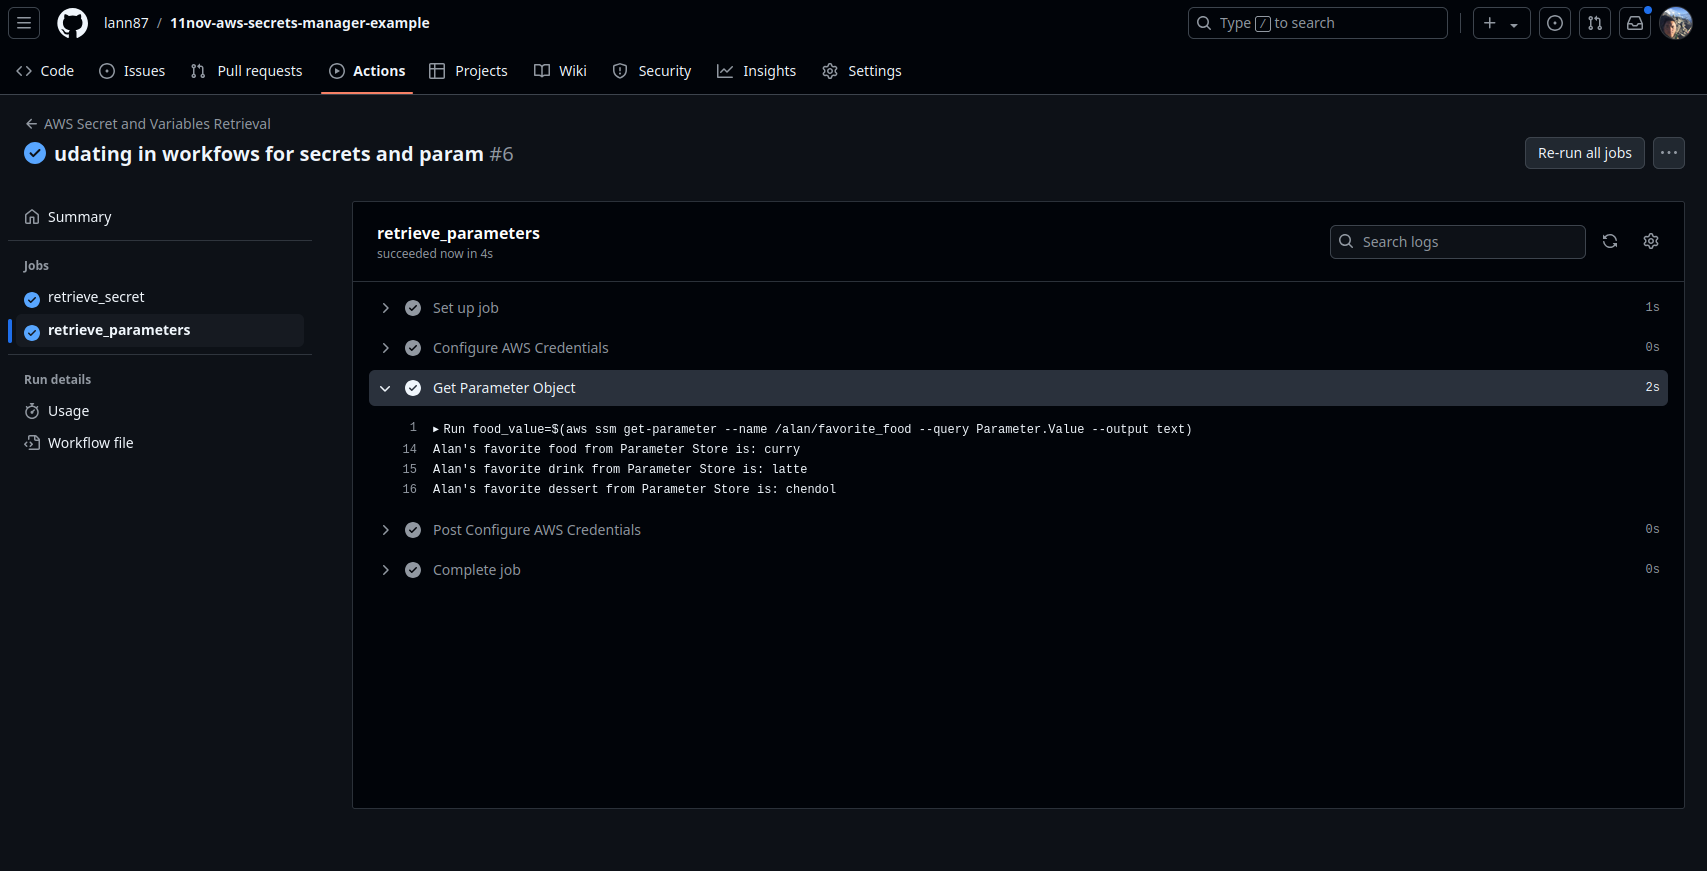 lann87 / 11nov-aws-secrets-manager-example
Type / to search
Code Issues Pull requests Actions Projects Wiki Security Insights Settings
AWS Secret and Variables Retrieval
udating in workfows for secrets and param #6
Re-run all jobs
Summary
Jobs
retrieve_secret
retrieve_parameters
Run details
Usage
Workflow file
retrieve_parameters
succeeded now in 4s
Search logs
Set up job 1s
Configure AWS Credentials 0s
Get Parameter Object 2s
1 Run food_value=$(aws ssm get-parameter --name /alan/favorite_food --query Parameter.Value --output text)
14 Alan's favorite food from Parameter Store is: curry
15 Alan's favorite drink from Parameter Store is: latte
16 Alan's favorite dessert from Parameter Store is: chendol
Post Configure AWS Credentials 0s
Complete job 0s